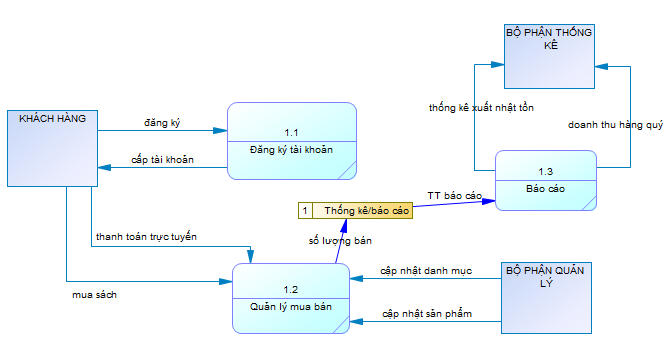 BỘ PHẬN THỐNG
KÊ
thống kê xuất nhật tồn
doanh thu hàng quý
KHÁCH HÀNG
đăng ký
1.1
Đăng ký tài khoản
cấp tài khoản
1.3
Báo cáo
TT báo cáo
1 Thống kê/báo cáo
thanh toán trực tuyến
số lượng bán
mua sách
1.2
Quản lý mua bán
cập nhật danh mục
BỘ PHẬN QUẢN
LÝ
cập nhật sản phẩm